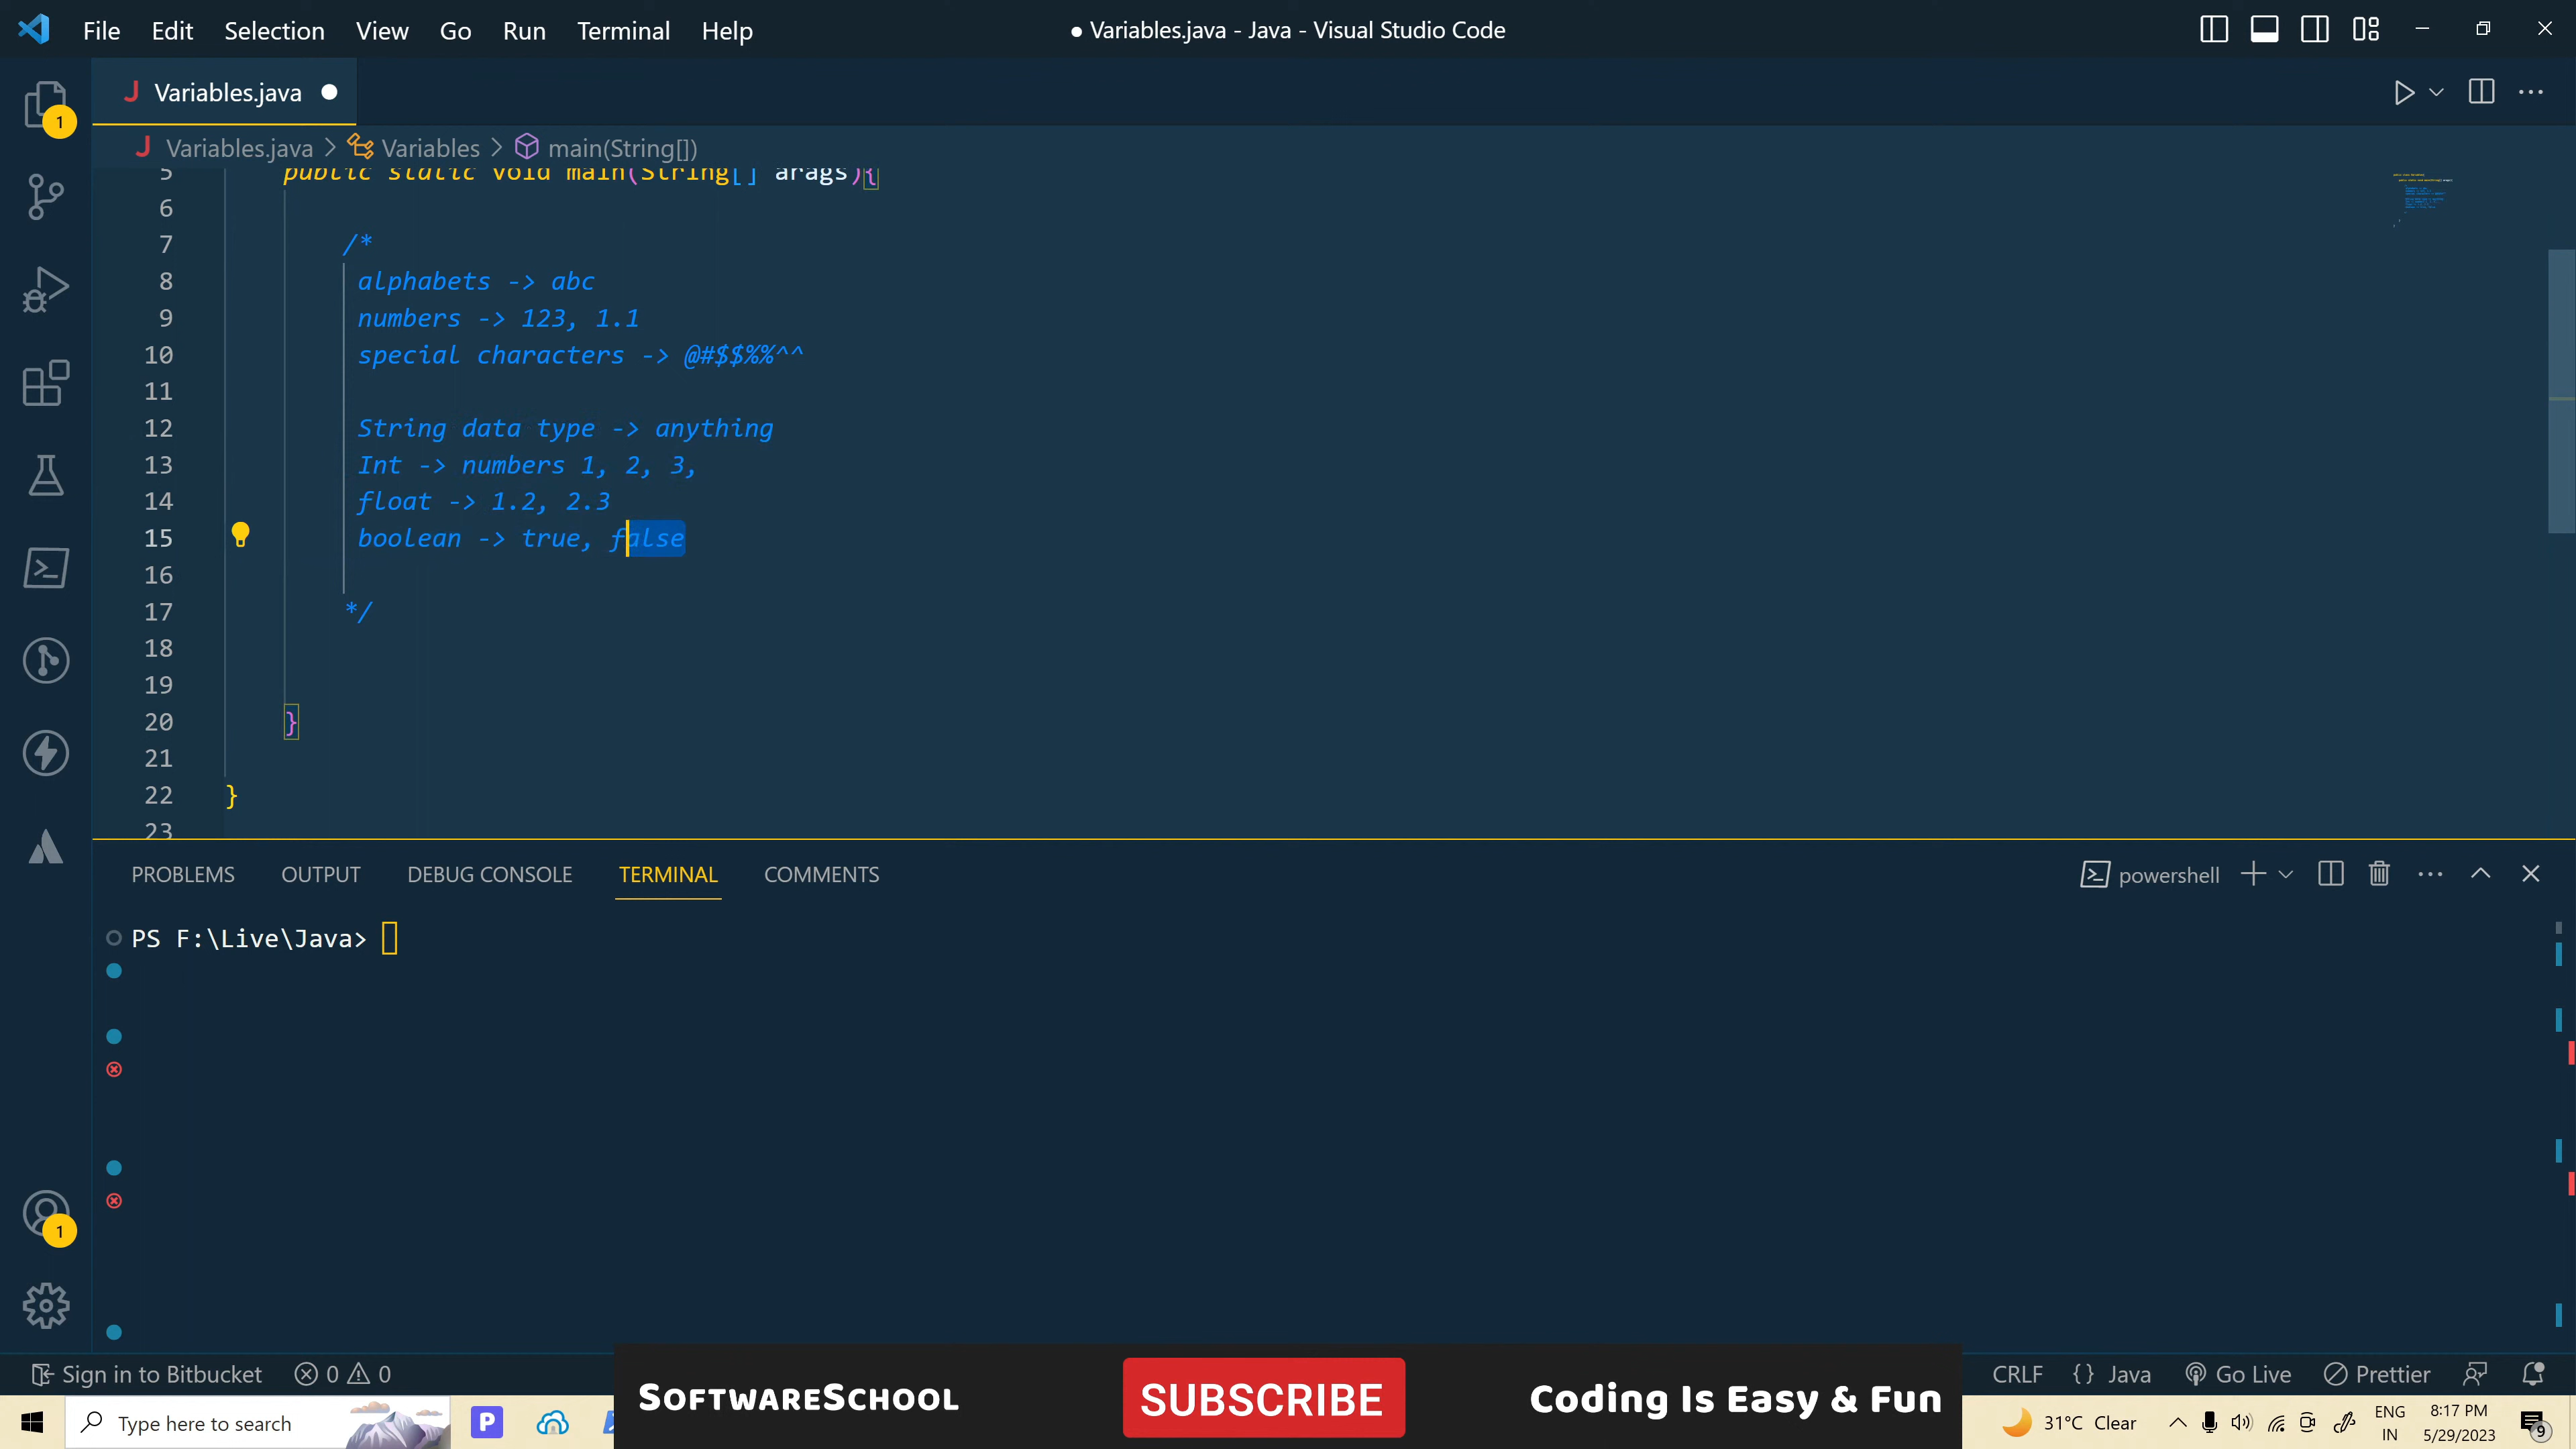 File Edit Selection View Go Run Terminal Help
● Variables.java - Java - Visual Studio Code
J Variables.java ●
J Variables.java > Variables > main(String[])
5 public static void main(String[] arags){
6
7 /*
8 alphabets -> abc
9 numbers -> 123, 1.1
10 special characters -> @#$$%%^^
11
12 String data type -> anything
13 Int -> numbers 1, 2, 3,
14 float -> 1.2, 2.3
15 boolean -> true, false
16
17 */
18
19
20 }
21
22 }
23
1
PROBLEMS OUTPUT DEBUG CONSOLE TERMINAL COMMENTS
powershell
PS F:\Live\Java>
1
Sign in to Bitbucket 0 0
CRLF {} Java Go Live Prettier
Type here to search
P
SOFTWARESCHOOL
SUBSCRIBE
Coding Is Easy & Fun
31°C Clear
ENG
IN
8:17 PM
5/29/2023
9